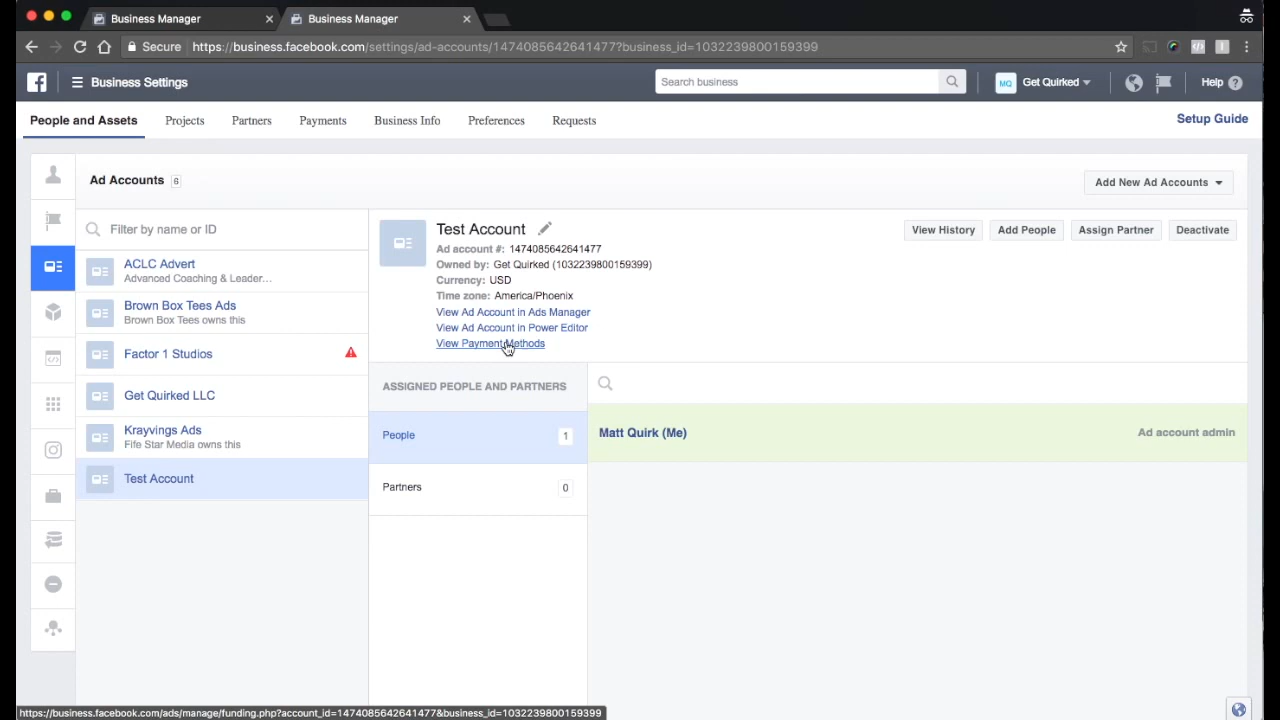 Business Manager
Business Manager
Secure https://business.facebook.com/settings/ad-accounts/1474085642641477?business_id=1032239800159399
Business Settings
Search business
MQ
Get Quirked
Help
People and Assets
Projects
Partners
Payments
Business Info
Preferences
Requests
Setup Guide
Ad Accounts 6
Add New Ad Accounts
Filter by name or ID
ACLC Advert
Advanced Coaching & Leader...
Brown Box Tees Ads
Brown Box Tees owns this
Factor 1 Studios
Get Quirked LLC
Krayvings Ads
Fife Star Media owns this
Test Account
Test Account
Ad account #: 1474085642641477
Owned by: Get Quirked (1032239800159399)
Currency: USD
Time zone: America/Phoenix
View Ad Account in Ads Manager
View Ad Account in Power Editor
View Payment Methods
View History
Add People
Assign Partner
Deactivate
ASSIGNED PEOPLE AND PARTNERS
People 1
Partners 0
Matt Quirk (Me)
Ad account admin
https://business.facebook.com/ads/manage/funding.php?account_id=1474085642641477&business_id=1032239800159399